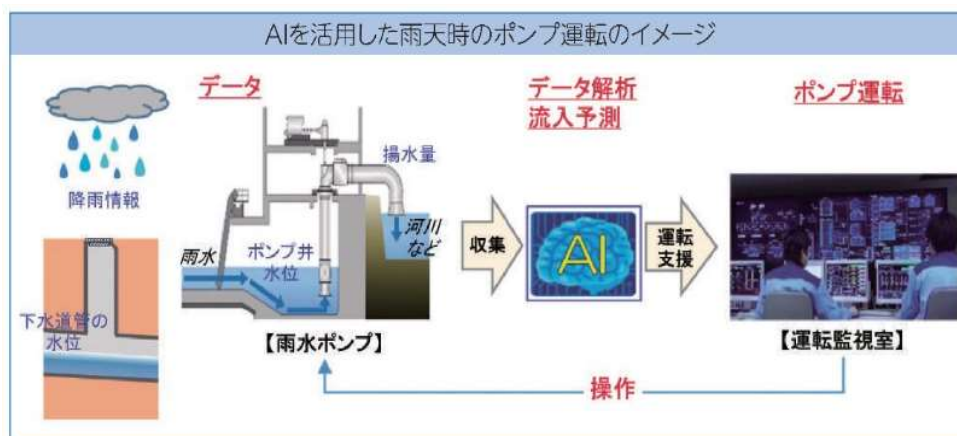 AIを活用した雨天時のポンプ運転のイメージ
データ
データ解析
流入予測
ポンプ運転
降雨情報
揚水量
河川
など
雨水
ポンプ井
水位
下水道管の
水位
収集
AI
運転
支援
【雨水ポンプ】
【運転監視室】
操作